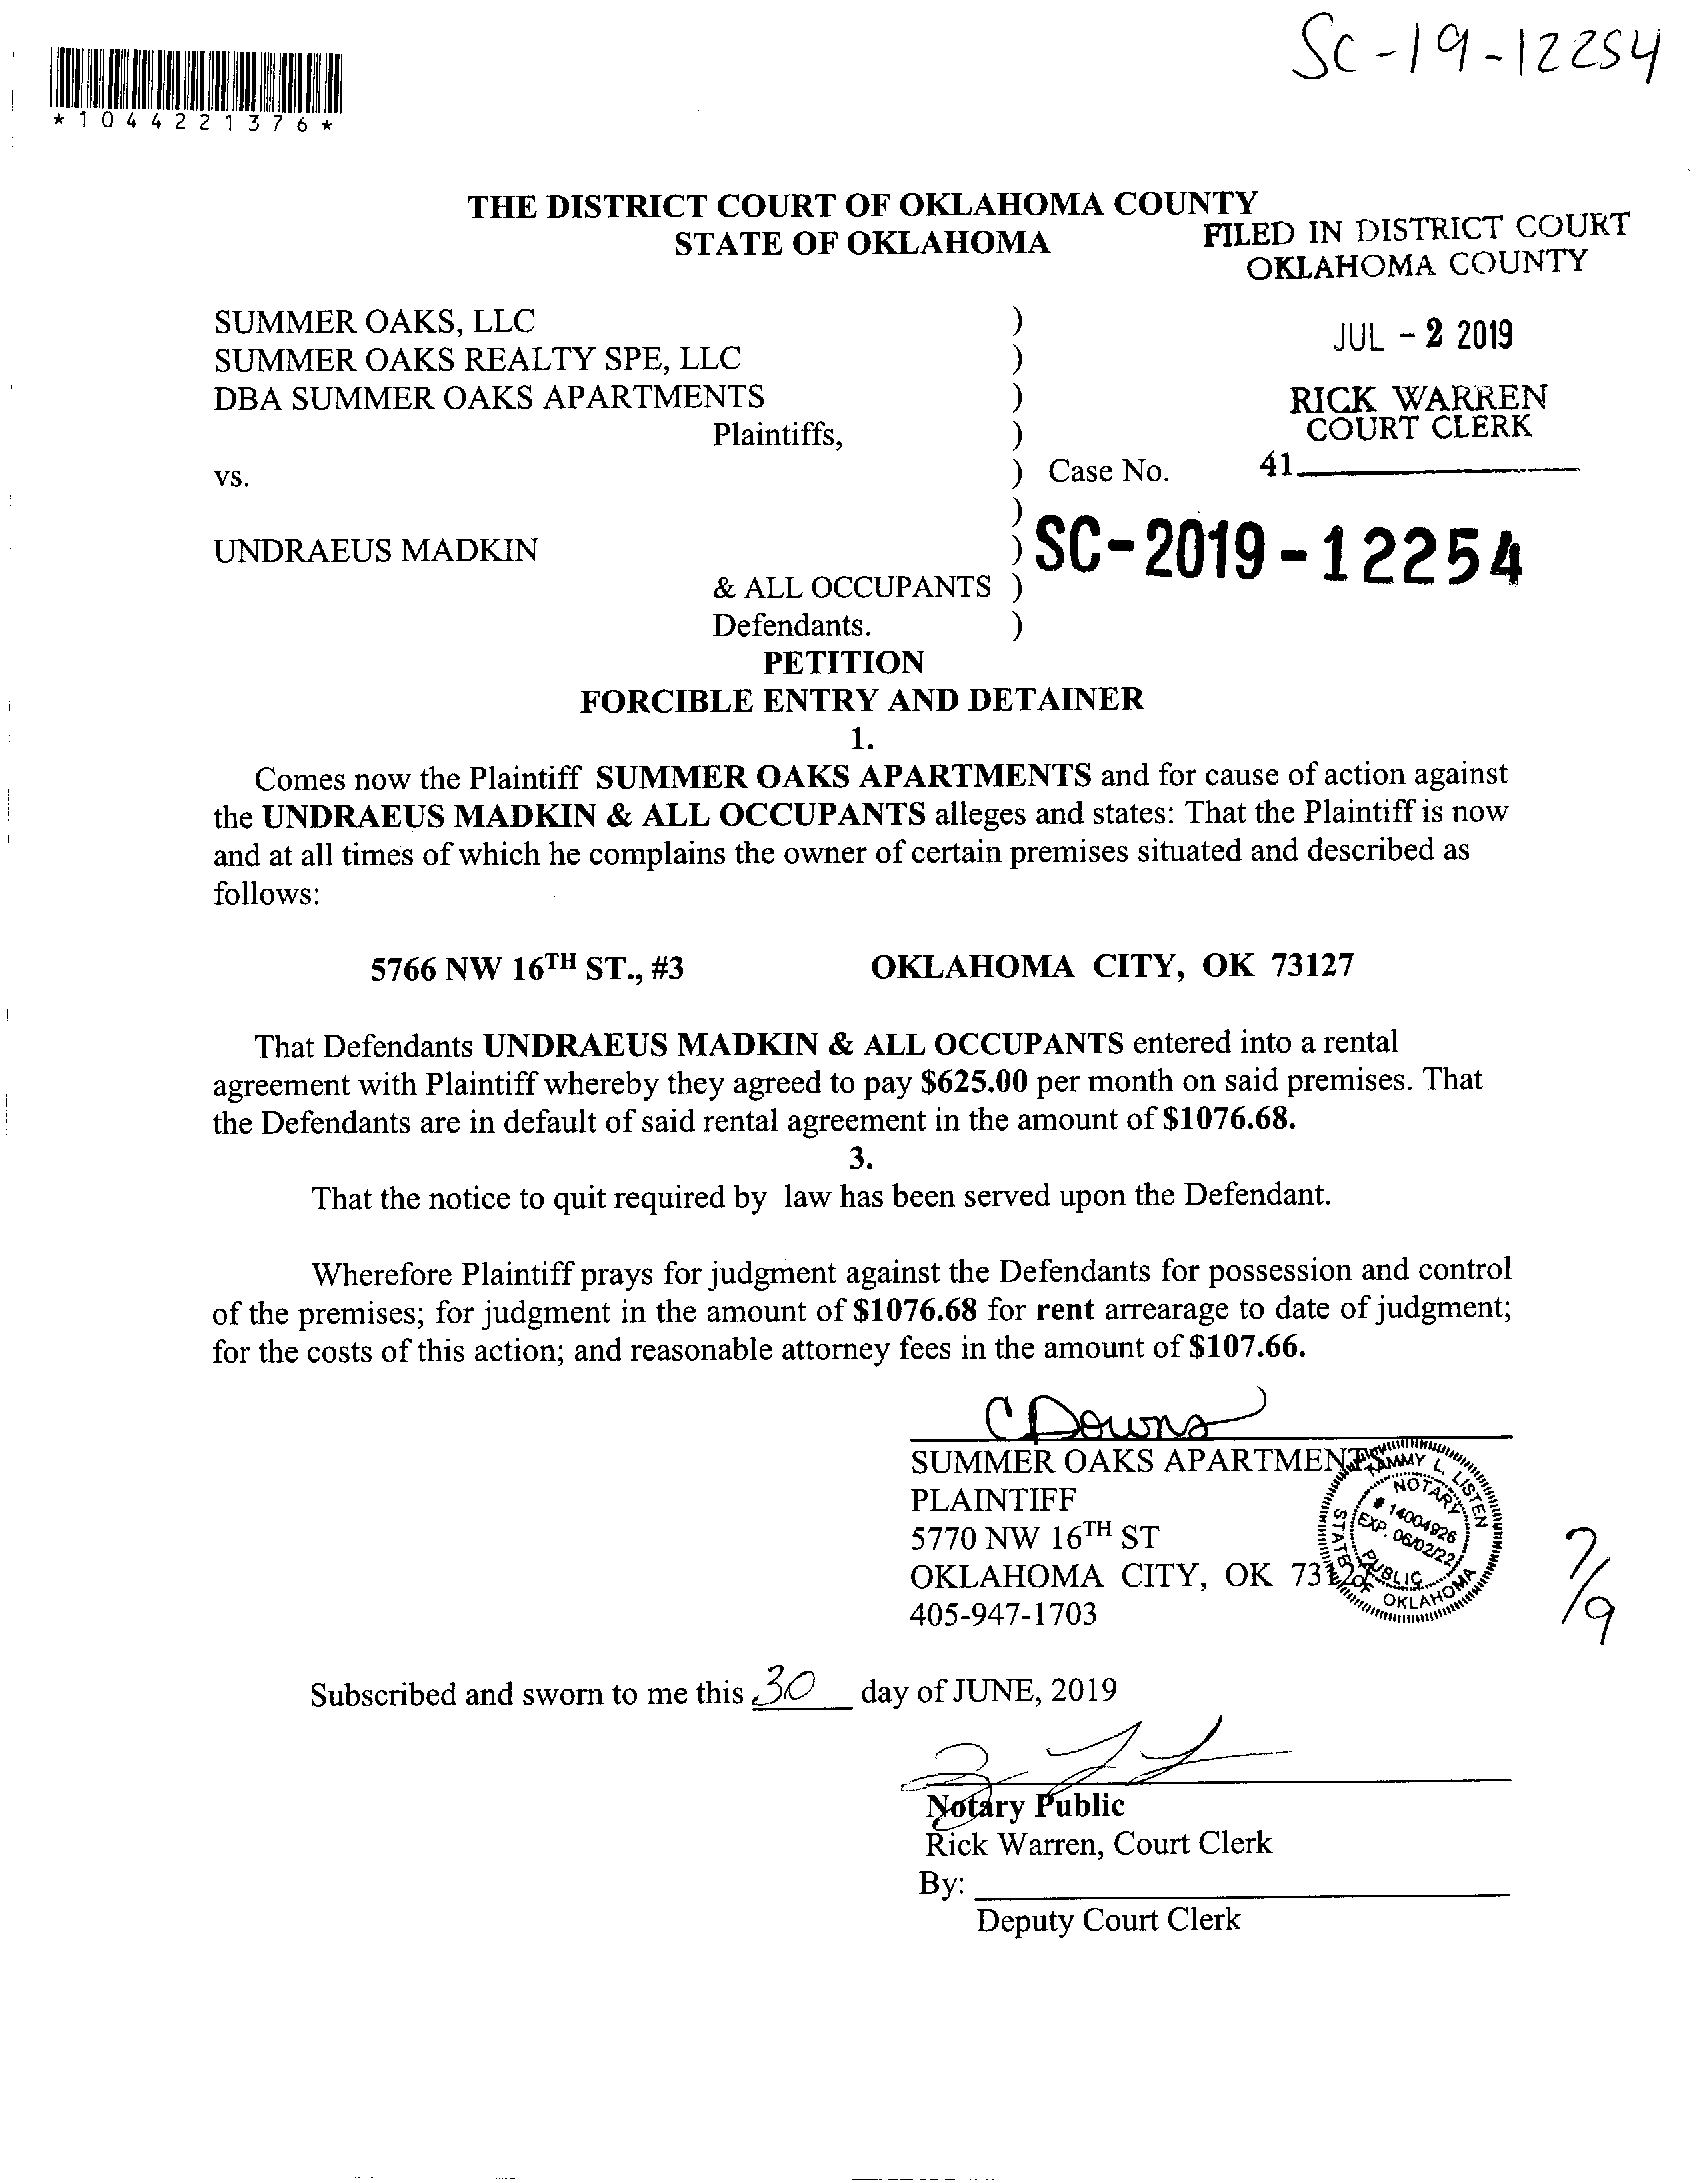 SC-19-12254
*1044221376*
THE DISTRICT COURT OF OKLAHOMA COUNTY
STATE OF OKLAHOMA
FILED IN DISTRICT COURT
OKLAHOMA COUNTY
JUL - 2 2019
RICK WARREN
COURT CLERK
41
SUMMER OAKS, LLC )
SUMMER OAKS REALTY SPE, LLC )
DBA SUMMER OAKS APARTMENTS )
Plaintiffs, )
vs. ) Case No.
)
UNDRAEUS MADKIN ) SC-2019-12254
& ALL OCCUPANTS )
Defendants. )
PETITION
FORCIBLE ENTRY AND DETAINER
1.
Comes now the Plaintiff SUMMER OAKS APARTMENTS and for cause of action against
the UNDRAEUS MADKIN & ALL OCCUPANTS alleges and states: That the Plaintiff is now
and at all times of which he complains the owner of certain premises situated and described as
follows:
5766 NW 16TH ST., #3 OKLAHOMA CITY, OK 73127
That Defendants UNDRAEUS MADKIN & ALL OCCUPANTS entered into a rental
agreement with Plaintiff whereby they agreed to pay $625.00 per month on said premises. That
the Defendants are in default of said rental agreement in the amount of $1076.68.
3.
That the notice to quit required by law has been served upon the Defendant.
Wherefore Plaintiff prays for judgment against the Defendants for possession and control
of the premises; for judgment in the amount of $1076.68 for rent arrearage to date of judgment;
for the costs of this action; and reasonable attorney fees in the amount of $107.66.
C Downs
SUMMER OAKS APARTMENTS
PLAINTIFF
5770 NW 16TH ST
OKLAHOMA CITY, OK
405-947-1703
TAMMY L. LISTEN
NOTARY
# 14004926
EXP. 06/02/22
PUBLIC
STATE OF OKLAHOMA
7/9
Subscribed and sworn to me this 30 day of JUNE, 2019
Notary Public
Rick Warren, Court Clerk
By:
Deputy Court Clerk